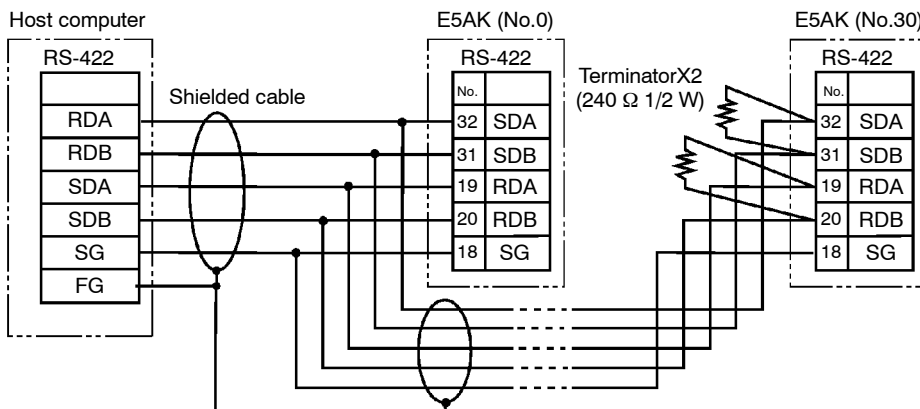 Host computer
RS-422
RDA
RDB
SDA
SDB
SG
FG
Shielded cable
E5AK (No.0)
RS-422
No.
32 SDA
31 SDB
19 RDA
20 RDB
18 SG
TerminatorX2
(240 Ω 1/2 W)
E5AK (No.30)
RS-422
No.
32 SDA
31 SDB
19 RDA
20 RDB
18 SG